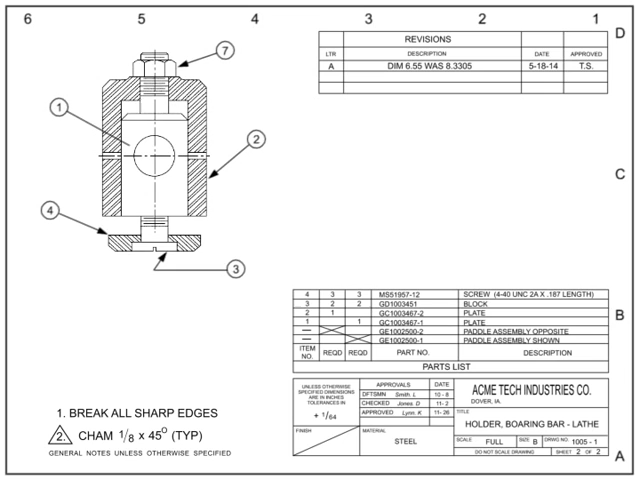 6 5 4 3 2 1
D
C
B
A
7
1
2
4
3
REVISIONS
LTR DESCRIPTION DATE APPROVED
A DIM 6.55 WAS 8.3305 5-18-14 T.S.
4 3 3 MS51957-12 SCREW (4-40 UNC 2A X .187 LENGTH)
3 2 2 GD1003451 BLOCK
2 1 GC1003467-2 PLATE
1 1 GC1003467-1 PLATE
— GE1002500-2 PADDLE ASSEMBLY OPPOSITE
— GE1002500-1 PADDLE ASSEMBLY SHOWN
ITEM NO. REQD REQD PART NO. DESCRIPTION
PARTS LIST
UNLESS OTHERWISE
SPECIFIED DIMENSIONS
ARE IN INCHES
TOLERANCES IN
+ 1/64
FINISH
APPROVALS DATE
DFTSMN Smith. L 10 - 8
CHECKED Jones. D 11- 2
APPROVED Lynn. K 11- 26
MATERIAL
STEEL
ACME TECH INDUSTRIES CO.
DOVER, IA.
TITLE
HOLDER, BOARING BAR - LATHE
SCALE FULL SIZE B DRWG NO. 1005 - 1
DO NOT SCALE DRAWING SHEET 2 OF 2
1. BREAK ALL SHARP EDGES
2. CHAM 1/8 x 45° (TYP)
GENERAL NOTES UNLESS OTHERWISE SPECIFIED